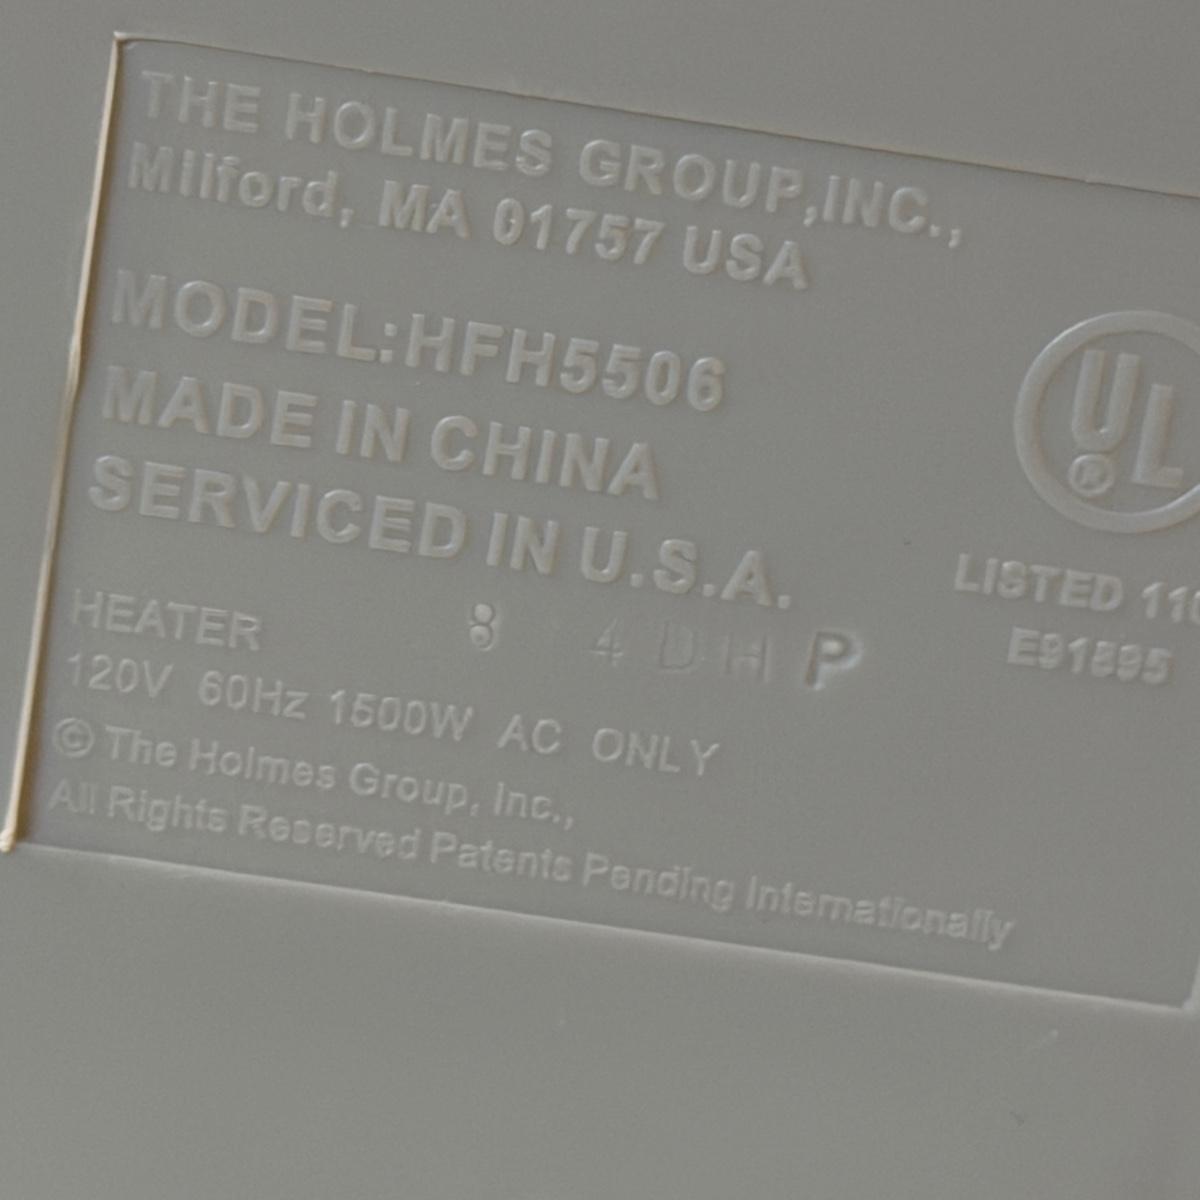 THE HOLMES GROUP,INC.,
Milford, MA 01757 USA
MODEL:HFH5506
MADE IN CHINA
SERVICED IN U.S.A.
UL
®
LISTED
E91895
HEATER 8 4DHP
120V 60Hz 1500W AC ONLY
© The Holmes Group, Inc.,
All Rights Reserved Patents Pending Internationally